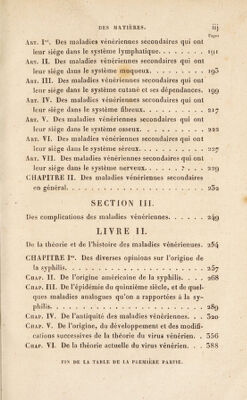 DES MATIÈRES. iij
Pages
ART. Ier. Des maladies vénériennes secondaires qui ont
leur siége dans le système lymphatique. . . . . . 191
ART. II. Des maladies vénériennes secondaires qui ont
leur siége dans le système muqueux. . . . . . . 195
ART. III. Des maladies vénériennes secondaires qui ont
leur siége dans le système cutané et ses dépendances. 199
ART. IV. Des maladies vénériennes secondaires qui ont
leur siége dans le système fibreux. . . . . . . . 217
ART. V. Des maladies vénériennes secondaires qui ont
leur siége dans le système osseux. . . . . . . . 222
ART. VI. Des maladies vénériennes secondaires qui ont
leur siége dans le système séreux. . . . . . . . 227
ART. VII. Des maladies vénériennes secondaires qui ont
leur siége dans le système nerveux. . . . . . . 229
CHAPITRE II. Des maladies vénériennes secondaires
en général. . . . . . . . . . . . . . . . 232
SECTION III.
Des complications des maladies vénériennes. . . . . . 249
LIVRE II.
De la théorie et de l'histoire des maladies vénériennes. 254
CHAPITRE Ier. Des diverses opinions sur l'origine de
la syphilis. . . . . . . . . . . . . . . . 257
CHAP. II. De l'origine américaine de la syphilis. . . . 268
CHAP. III. De l'épidémie du quinzième siècle, et de quel-
ques maladies analogues qu'on a rapportées à la sy-
philis. . . . . . . . . . . . . . . . . . 289
CHAP. IV. De l'antiquité des maladies vénériennes. . . 320
CHAP. V. De l'origine, du développement et des modifi-
cations successives de la théorie du virus vénérien. . 356
CHAP. VI. De la théorie actuelle du virus vénérien. . . 388
FIN DE LA TABLE DE LA PREMIÈRE PARTIE.